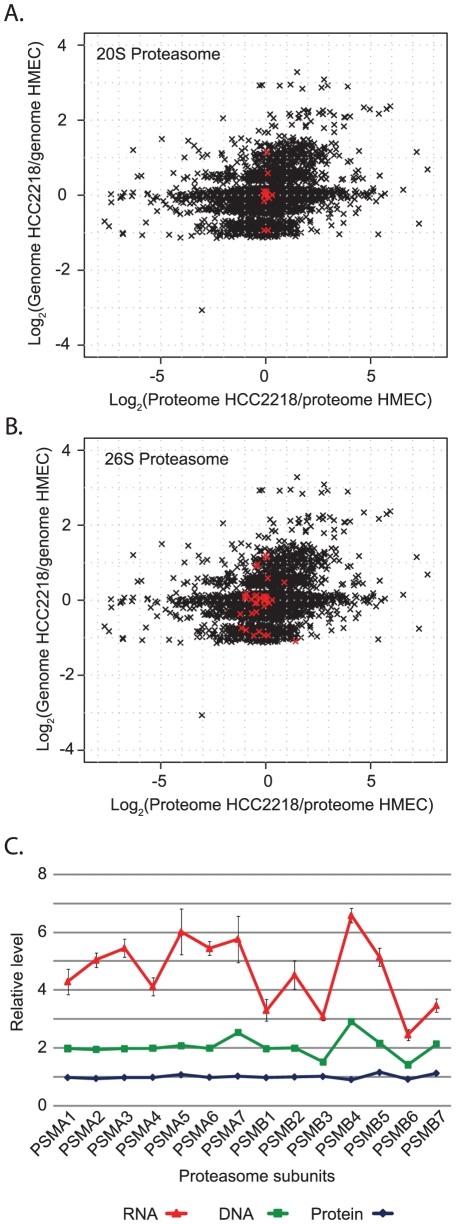 A.
20S Proteasome
Log2(Genome HCC2218/genome HMEC)
4
2
0
-2
-4
-5 0 5
Log2(Proteome HCC2218/proteome HMEC)
B.
26S Proteasome
Log2(Genome HCC2218/genome HMEC)
4
2
0
-2
-4
-5 0 5
Log2(Proteome HCC2218/proteome HMEC)
C.
Relative level
8
6
4
2
0
PSMA1 PSMA2 PSMA3 PSMA4 PSMA5 PSMA6 PSMA7 PSMB1 PSMB2 PSMB3 PSMB4 PSMB5 PSMB6 PSMB7
Proteasome subunits
RNA DNA Protein